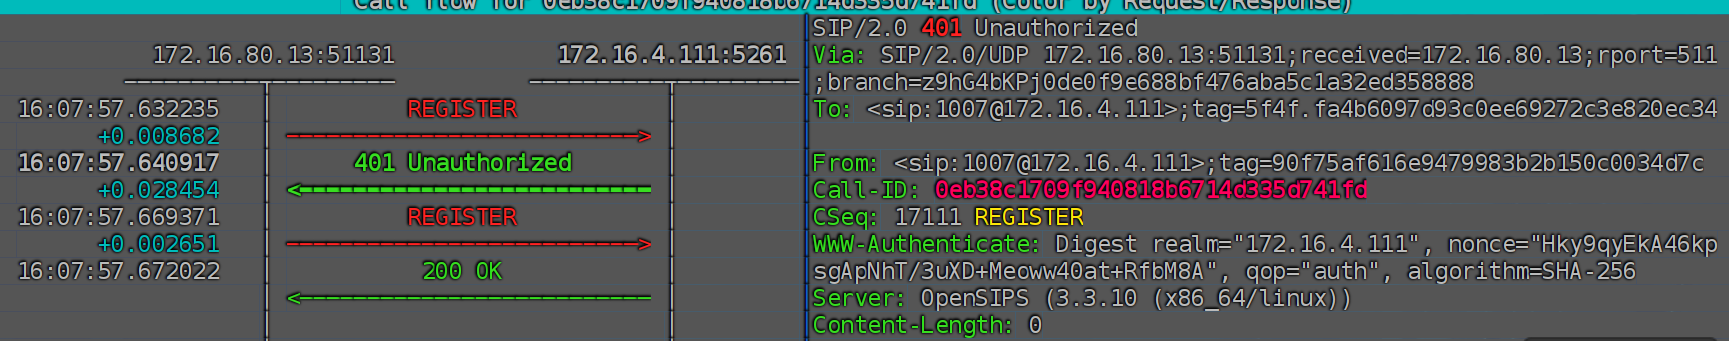 Call flow for 0eb38c1709f940818b6714d335d741fd (Color by Request/Response)
172.16.80.13:51131 172.16.4.111:5261
16:07:57.632235 REGISTER
+0.008682
16:07:57.640917 401 Unauthorized
+0.028454
16:07:57.669371 REGISTER
+0.002651
16:07:57.672022 200 OK
SIP/2.0 401 Unauthorized
Via: SIP/2.0/UDP 172.16.80.13:51131;received=172.16.80.13;rport=511
;branch=z9hG4bKPj0de0f9e688bf476aba5c1a32ed358888
To: <sip:1007@172.16.4.111>;tag=5f4f.fa4b6097d93c0ee69272c3e820ec34
From: <sip:1007@172.16.4.111>;tag=90f75af616e9479983b2b150c0034d7c
Call-ID: 0eb38c1709f940818b6714d335d741fd
CSeq: 17111 REGISTER
WWW-Authenticate: Digest realm="172.16.4.111", nonce="Hky9qyEkA46kp
sgApNhT/3uXD+Meoww40at+RfbM8A", qop="auth", algorithm=SHA-256
Server: OpenSIPS (3.3.10 (x86_64/linux))
Content-Length: 0